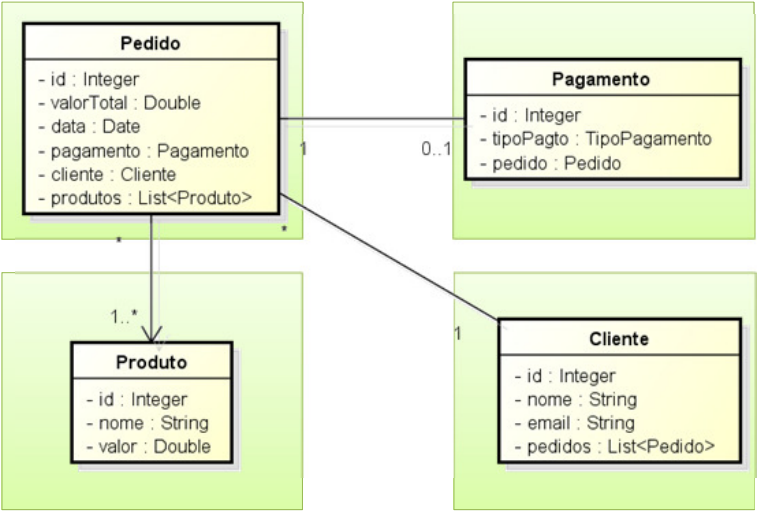 Pedido
- id : Integer
- valorTotal : Double
- data : Date
- pagamento : Pagamento
- cliente : Cliente
- produtos : List<Produto>
Pagamento
- id : Integer
- tipoPagto : TipoPagamento
- pedido : Pedido
1
0..1
*
*
1..*
1
Produto
- id : Integer
- nome : String
- valor : Double
Cliente
- id : Integer
- nome : String
- email : String
- pedidos : List<Pedido>